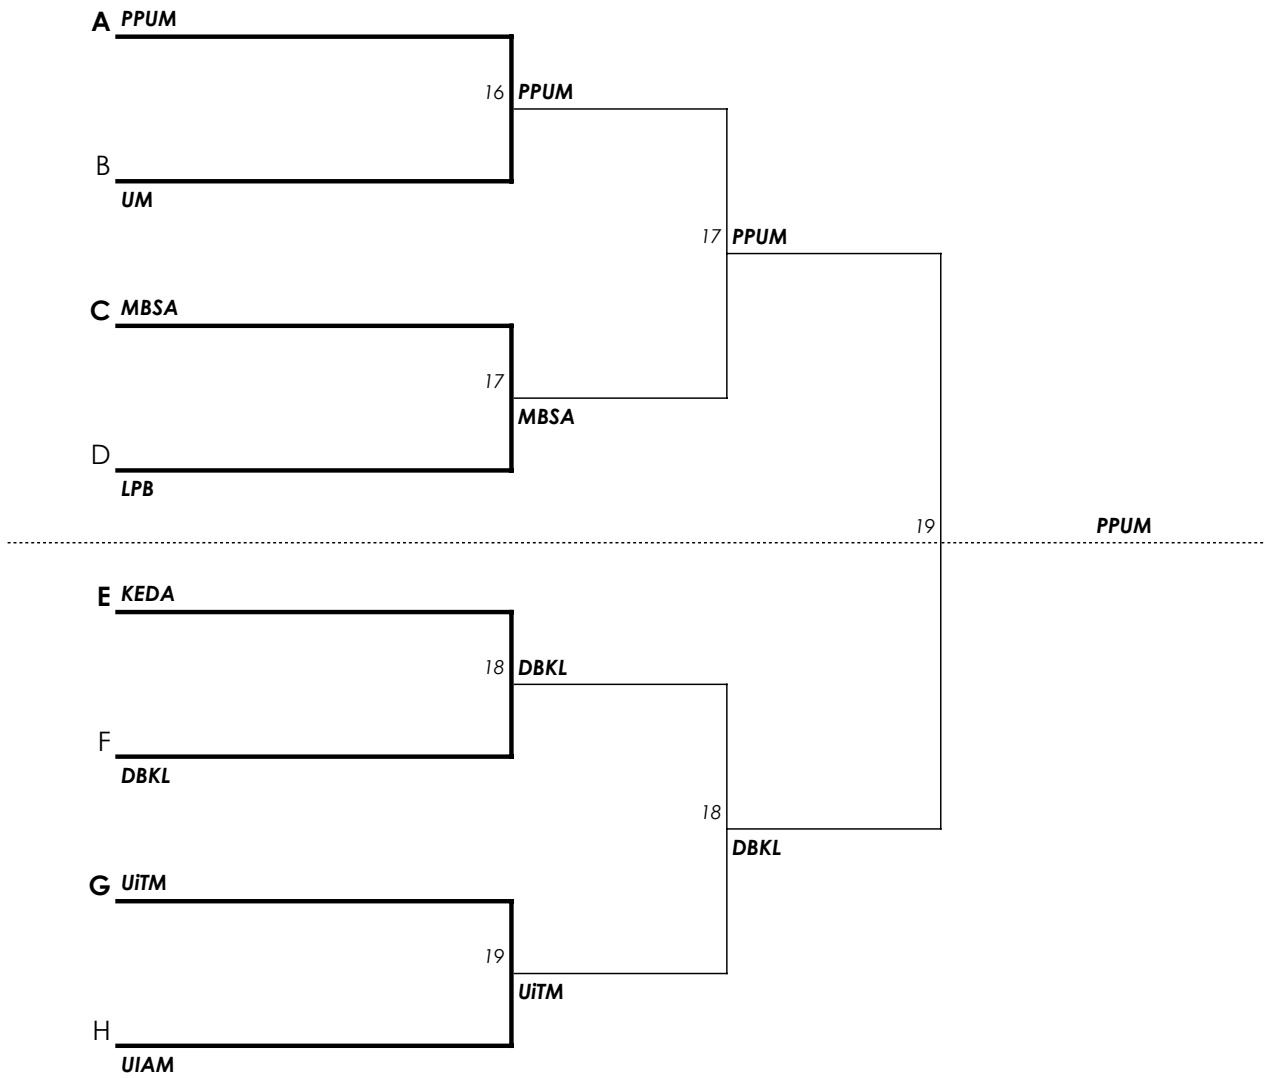 A PPUM
16 PPUM
B
UM
17 PPUM
C MBSA
17
MBSA
D
LPB
19 PPUM
E KEDA
18 DBKL
F
DBKL
18
DBKL
G UiTM
19
UiTM
H
UIAM